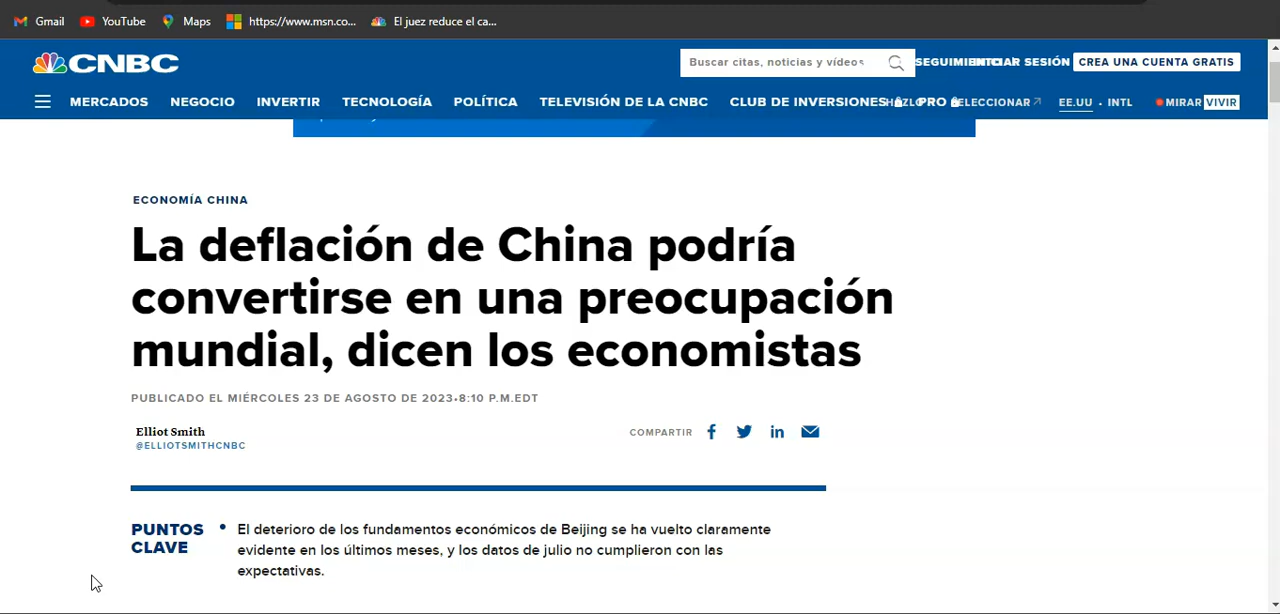 Gmail YouTube Maps https://www.msn.co... El juez reduce el ca...
CNBC Buscar citas, noticias y vídeos SESIÓN CREA UNA CUENTA GRATIS
MERCADOS NEGOCIO INVERTIR TECNOLOGÍA POLÍTICA TELEVISIÓN DE LA CNBC CLUB DE INVERSIONES PRO EE.UU • INTL MIRAR VIVIR
ECONOMÍA CHINA
La deflación de China podría
convertirse en una preocupación
mundial, dicen los economistas
PUBLICADO EL MIÉRCOLES 23 DE AGOSTO DE 2023•8:10 P.M.EDT
Elliot Smith
@ELLIOTSMITHCNBC
COMPARTIR
PUNTOS
CLAVE
• El deterioro de los fundamentos económicos de Beijing se ha vuelto claramente
evidente en los últimos meses, y los datos de julio no cumplieron con las
expectativas.